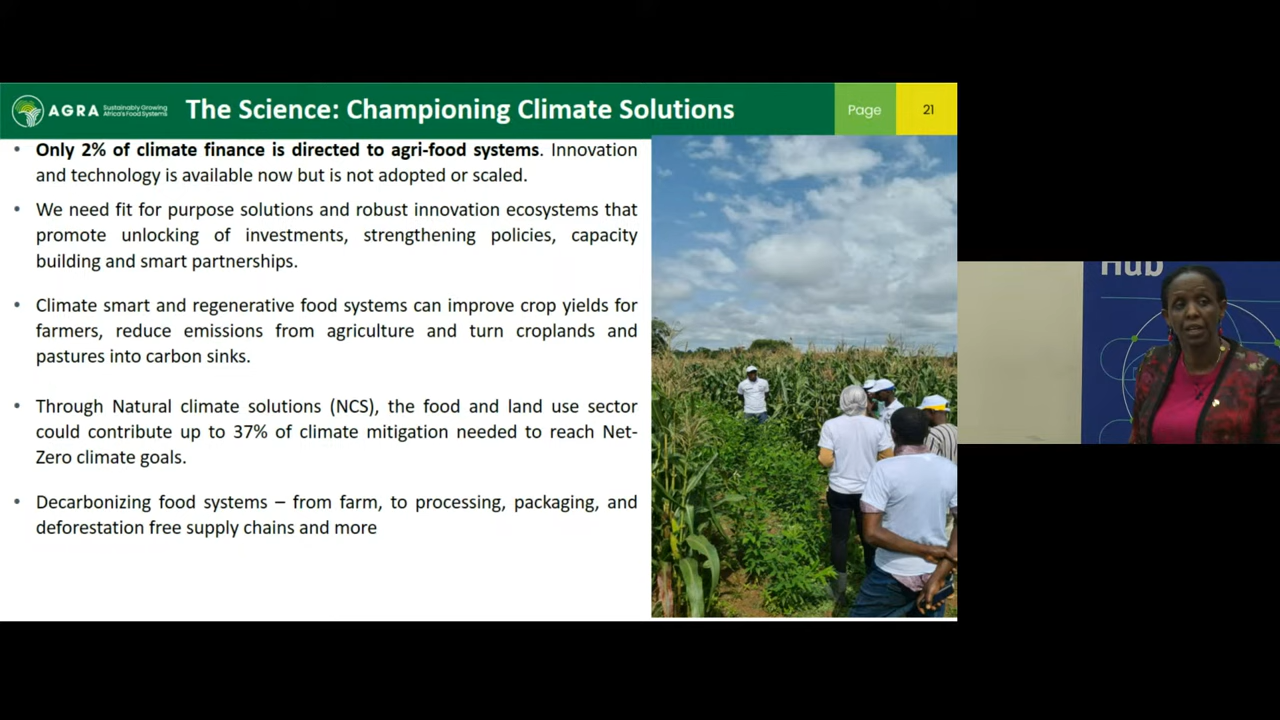 AGRA
Sustainably Growing
Africa's Food Systems
The Science: Championing Climate Solutions
Page
21
• Only 2% of climate finance is directed to agri-food systems. Innovation
and technology is available now but is not adopted or scaled.
• We need fit for purpose solutions and robust innovation ecosystems that
promote unlocking of investments, strengthening policies, capacity
building and smart partnerships.
• Climate smart and regenerative food systems can improve crop yields for
farmers, reduce emissions from agriculture and turn croplands and
pastures into carbon sinks.
• Through Natural climate solutions (NCS), the food and land use sector
could contribute up to 37% of climate mitigation needed to reach Net-
Zero climate goals.
• Decarbonizing food systems – from farm, to processing, packaging, and
deforestation free supply chains and more
Hub